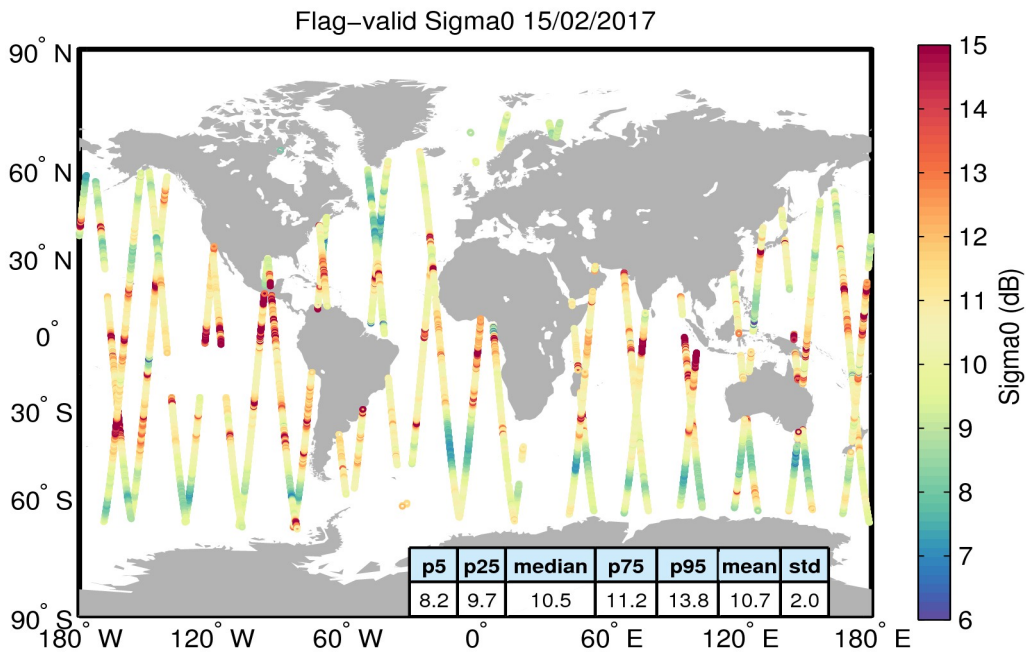 Flag-valid Sigma0 15/02/2017
90° N
60° N
30° N
0°
30° S
60° S
90° S
180° W
120° W
60° W
0°
60° E
120° E
180° E
p5 p25 median p75 p95 mean std
8.2 9.7 10.5 11.2 13.8 10.7 2.0
15
14
13
12
11
10
9
8
7
6
Sigma0 (dB)